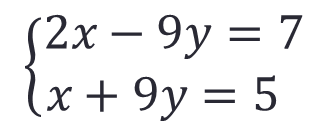 2x − 9y = 7
x + 9y = 5